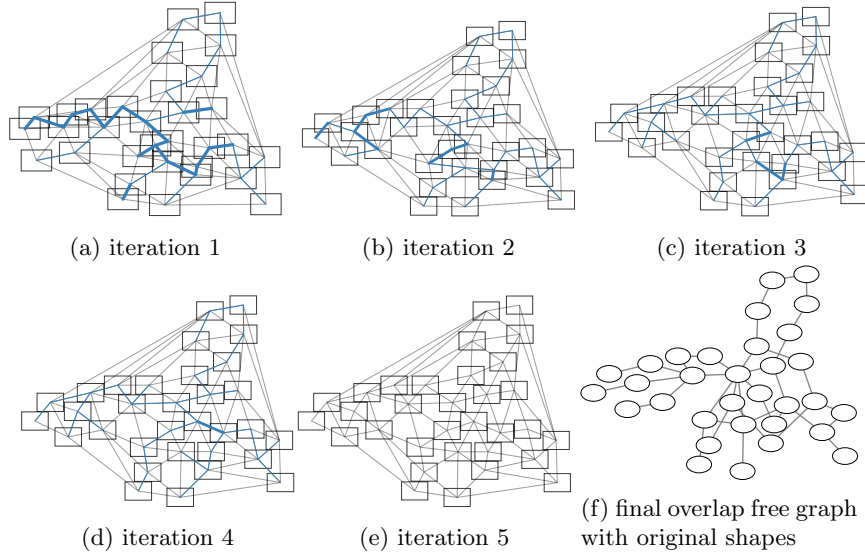 (a) iteration 1
(b) iteration 2
(c) iteration 3
(d) iteration 4
(e) iteration 5
(f) final overlap free graph
with original shapes